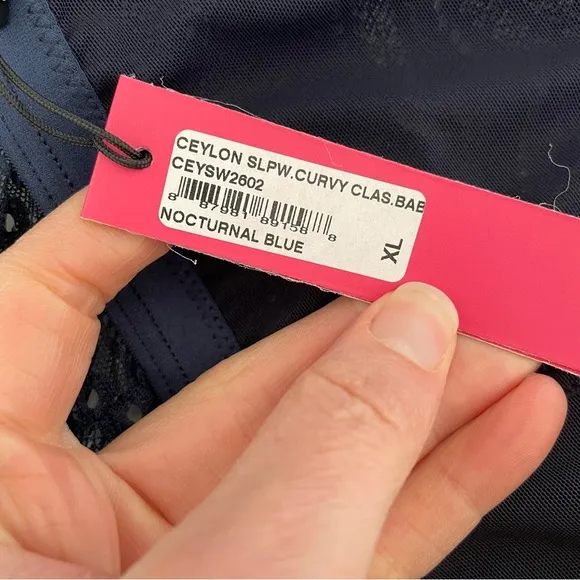 CEYLON SLPW.CURVY CLAS.BAB
CEYSW2602
NOCTURNAL BLUE
XL